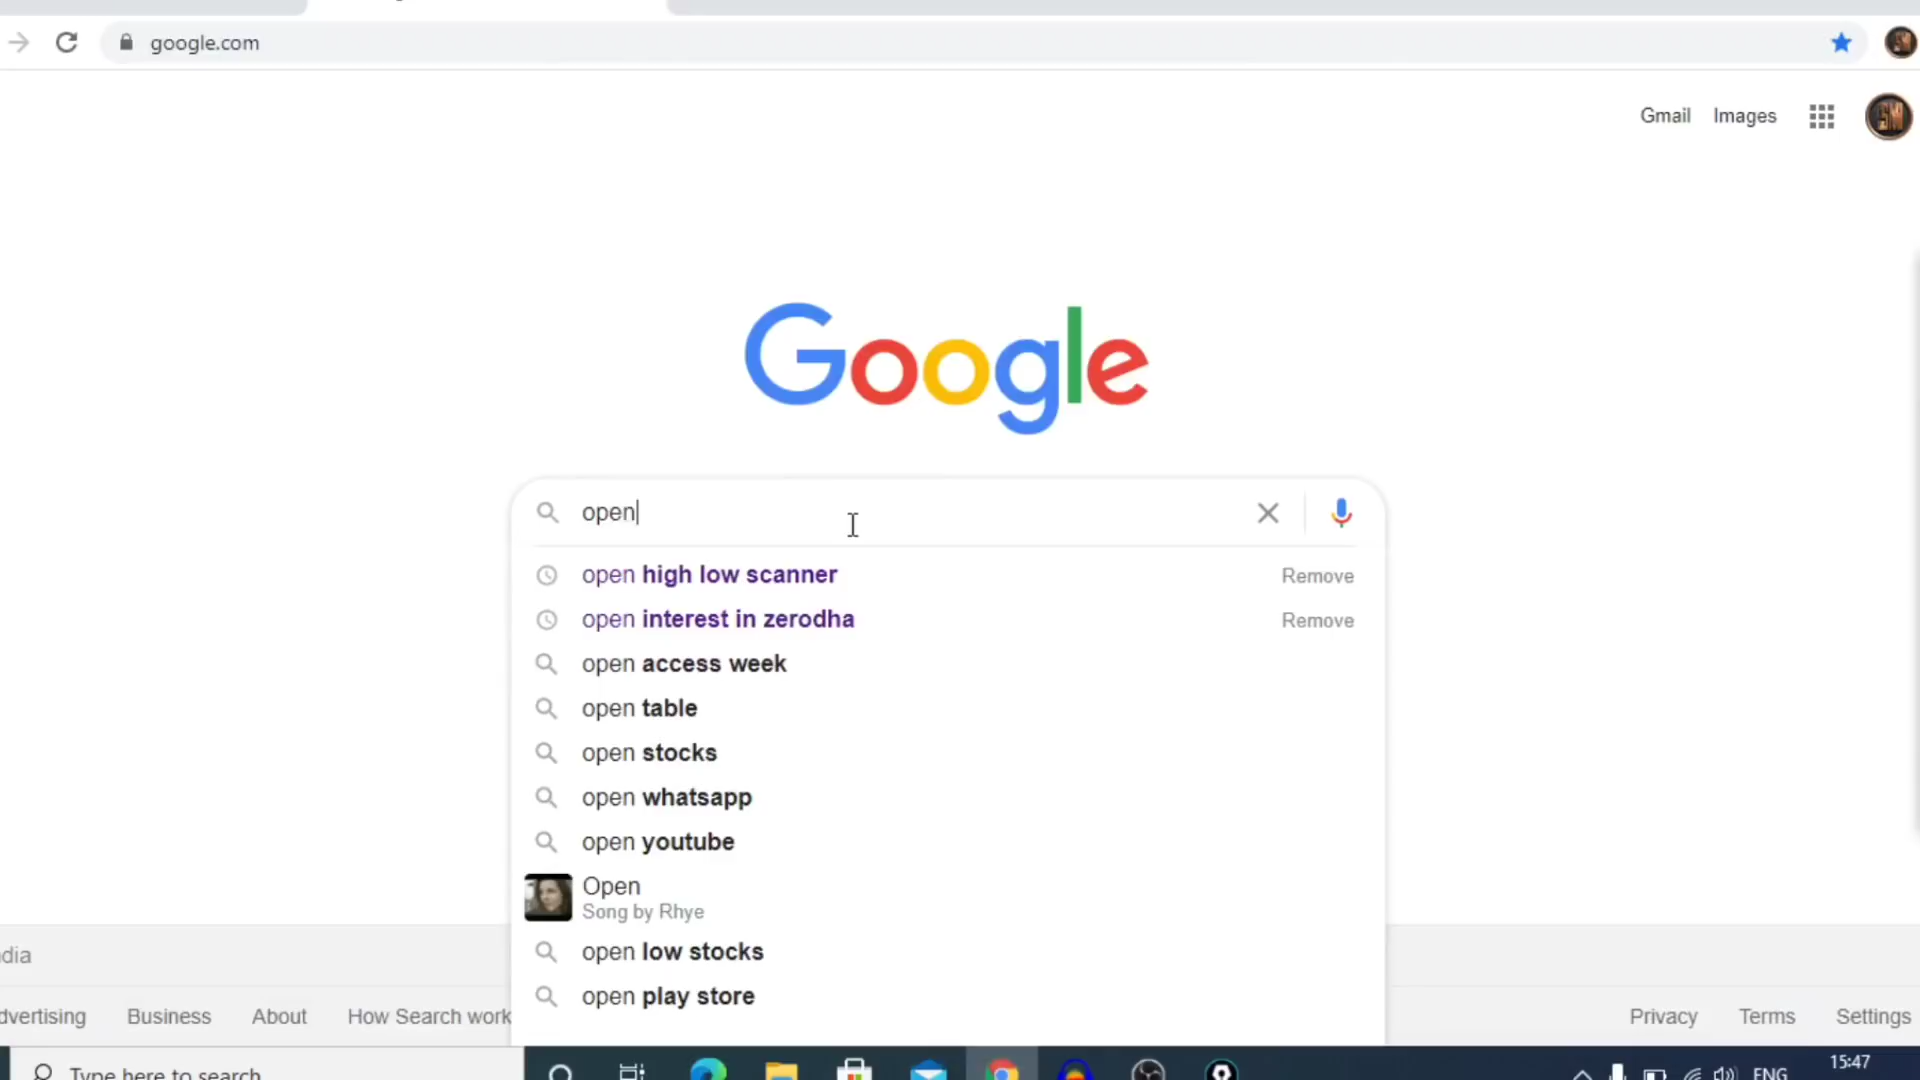 google.com
Gmail Images
Google
open
open high low scanner Remove
open interest in zerodha Remove
open access week
open table
open stocks
open whatsapp
open youtube
Open
Song by Rhye
open low stocks
open play store
dia
dvertising Business About How Search work Privacy Terms Settings
Type here to search
15:47
ENG